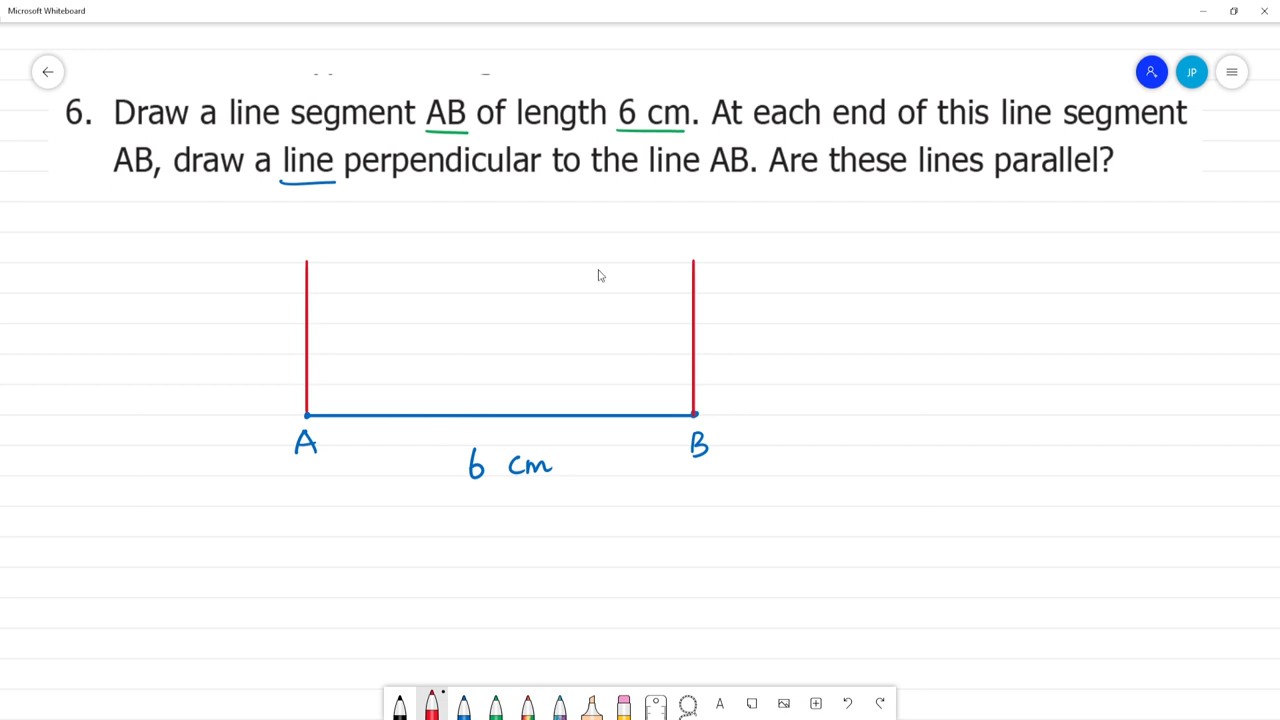 Microsoft Whiteboard
JP
6. Draw a line segment AB of length 6 cm. At each end of this line segment
AB, draw a line perpendicular to the line AB. Are these lines parallel?
A
B
6 cm
A